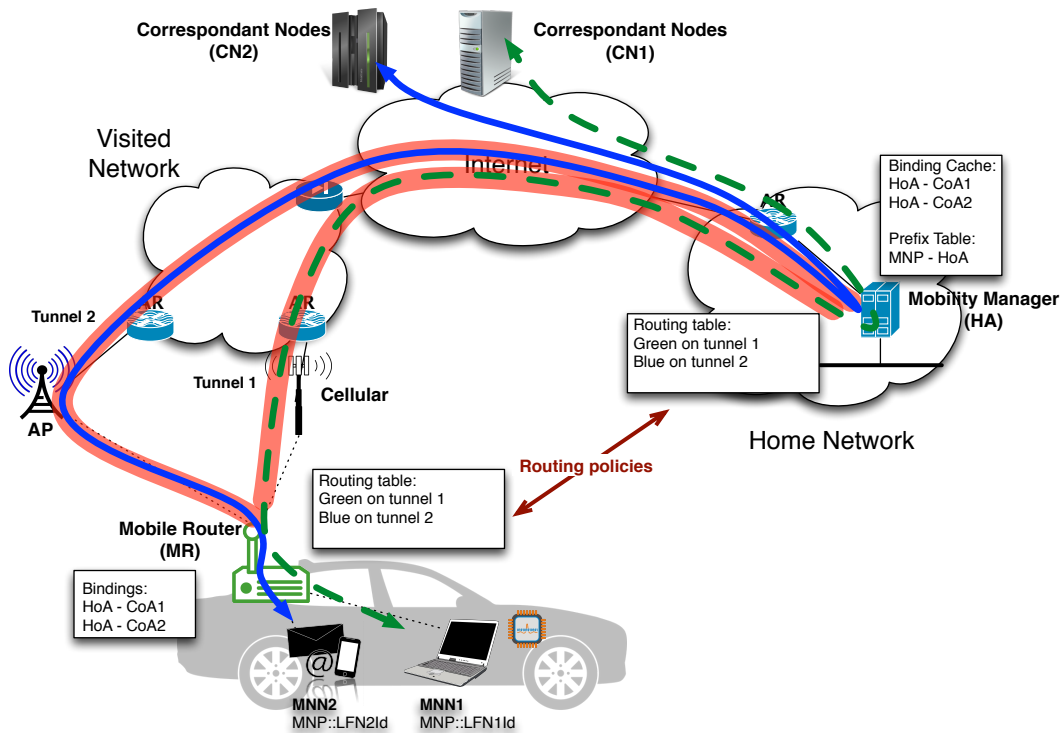 Correspondant Nodes
(CN2)
Correspondant Nodes
(CN1)
Visited
Network
Internet
Binding Cache:
HoA - CoA1
HoA - CoA2
Prefix Table:
MNP - HoA
AR
Mobility Manager
(HA)
Tunnel 2
AR
AR
Routing table:
Green on tunnel 1
Blue on tunnel 2
Tunnel 1
Cellular
AP
Home Network
Routing policies
Routing table:
Green on tunnel 1
Blue on tunnel 2
Mobile Router
(MR)
Bindings:
HoA - CoA1
HoA - CoA2
@
MNN2
MNP::LFN2Id
MNN1
MNP::LFN1Id